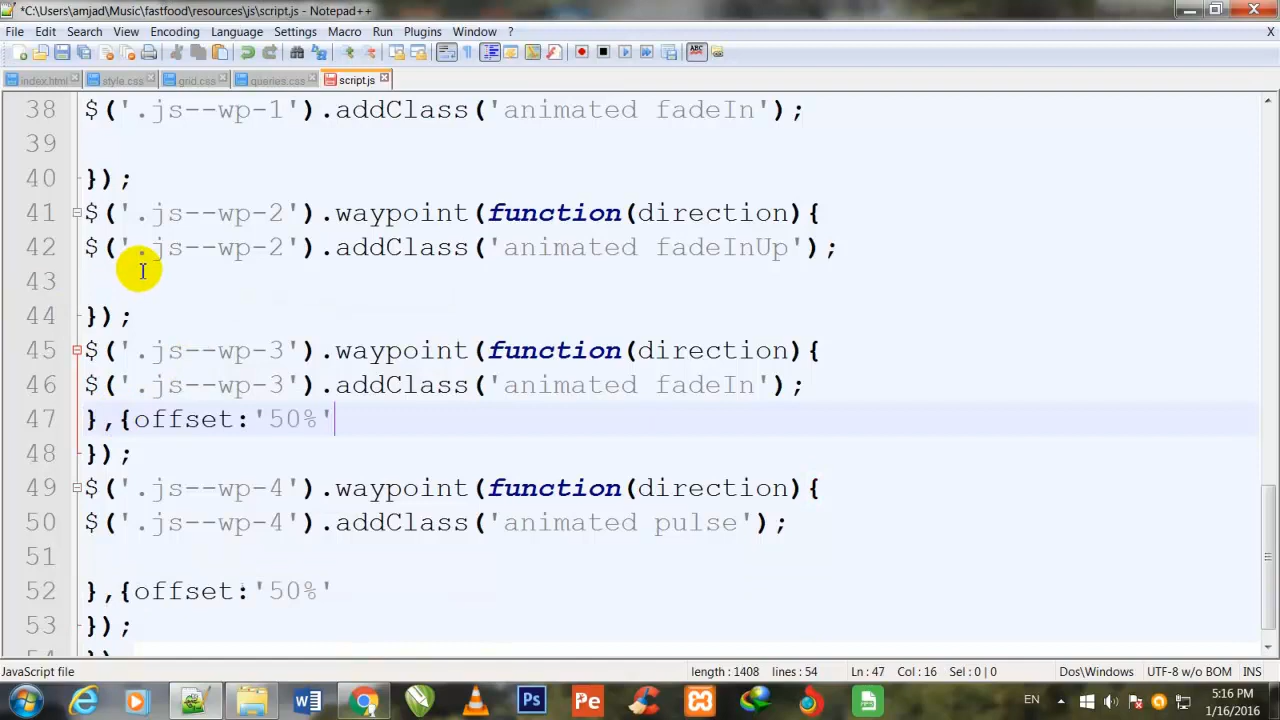 *C:\Users\amjad\Music\fastfood\resources\js\script.js - Notepad++
File Edit Search View Encoding Language Settings Macro Run Plugins Window ? X
index.html style.css grid.css queries.css script.js
38 $('.js--wp-1').addClass('animated fadeIn');
39
40 });
41 $('.js--wp-2').waypoint(function(direction){
42 $('.js--wp-2').addClass('animated fadeInUp');
43
44 });
45 $('.js--wp-3').waypoint(function(direction){
46 $('.js--wp-3').addClass('animated fadeIn');
47 },{offset:'50%'
48 });
49 $('.js--wp-4').waypoint(function(direction){
50 $('.js--wp-4').addClass('animated pulse');
51
52 },{offset:'50%'
53 });
54 })
JavaScript file length : 1408 lines : 54 Ln : 47 Col : 16 Sel : 0 | 0 Dos\Windows UTF-8 w/o BOM INS
EN 5:16 PM
1/16/2016